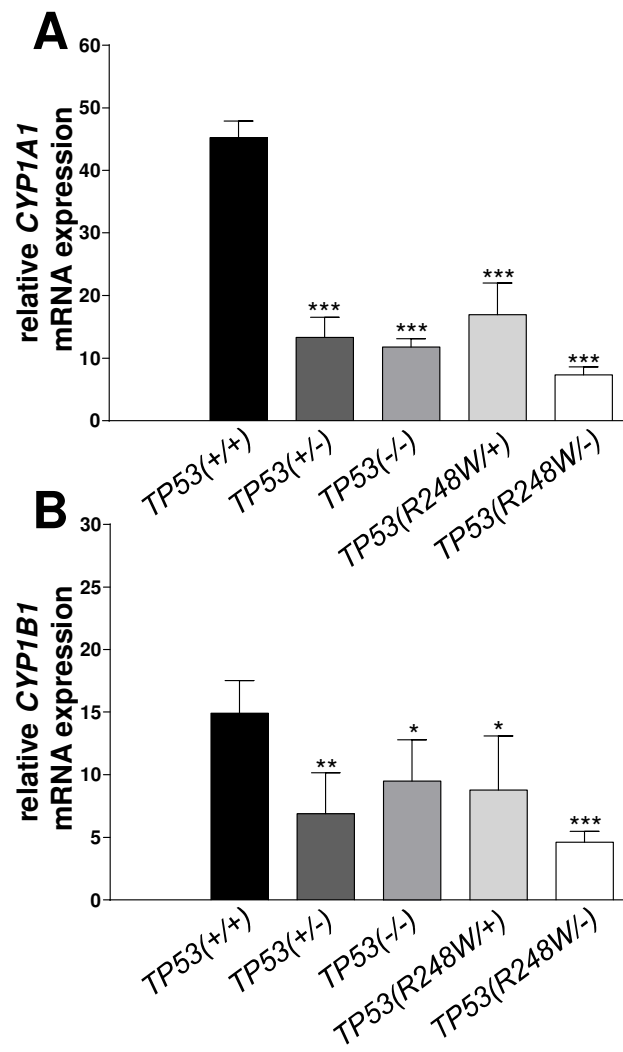 A
relative CYP1A1
mRNA expression
60
50
40
30
20
10
0
***
***
***
***
TP53(+/+)
TP53(+/-)
TP53(-/-)
TP53(R248W/+)
TP53(R248W/-)
B
relative CYP1B1
mRNA expression
30
25
20
15
10
5
0
**
*
*
***
TP53(+/+)
TP53(+/-)
TP53(-/-)
TP53(R248W/+)
TP53(R248W/-)